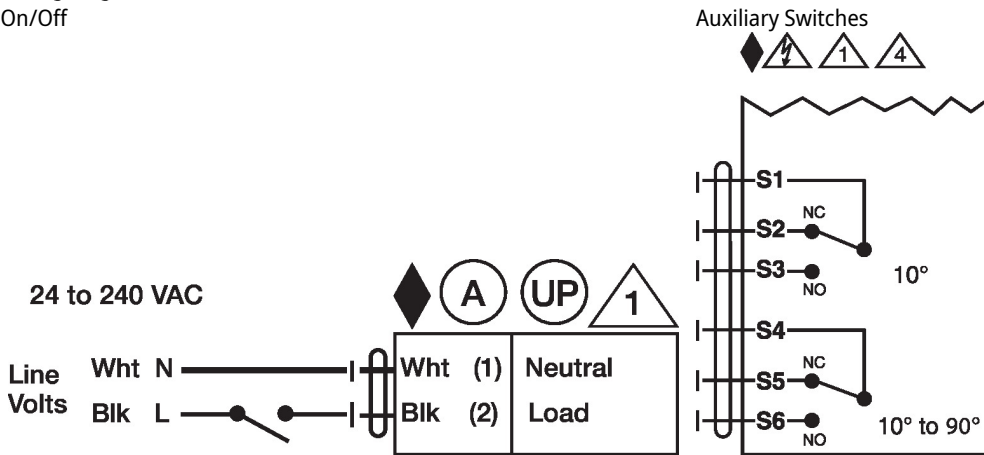 On/Off
24 to 240 VAC
Line Volts
Wht N
Blk L
A
UP
1
Wht (1) Neutral
Blk (2) Load
Auxiliary Switches
1
4
S1
S2 NC
S3 NO
10°
S4
S5 NC
S6 NO
10° to 90°